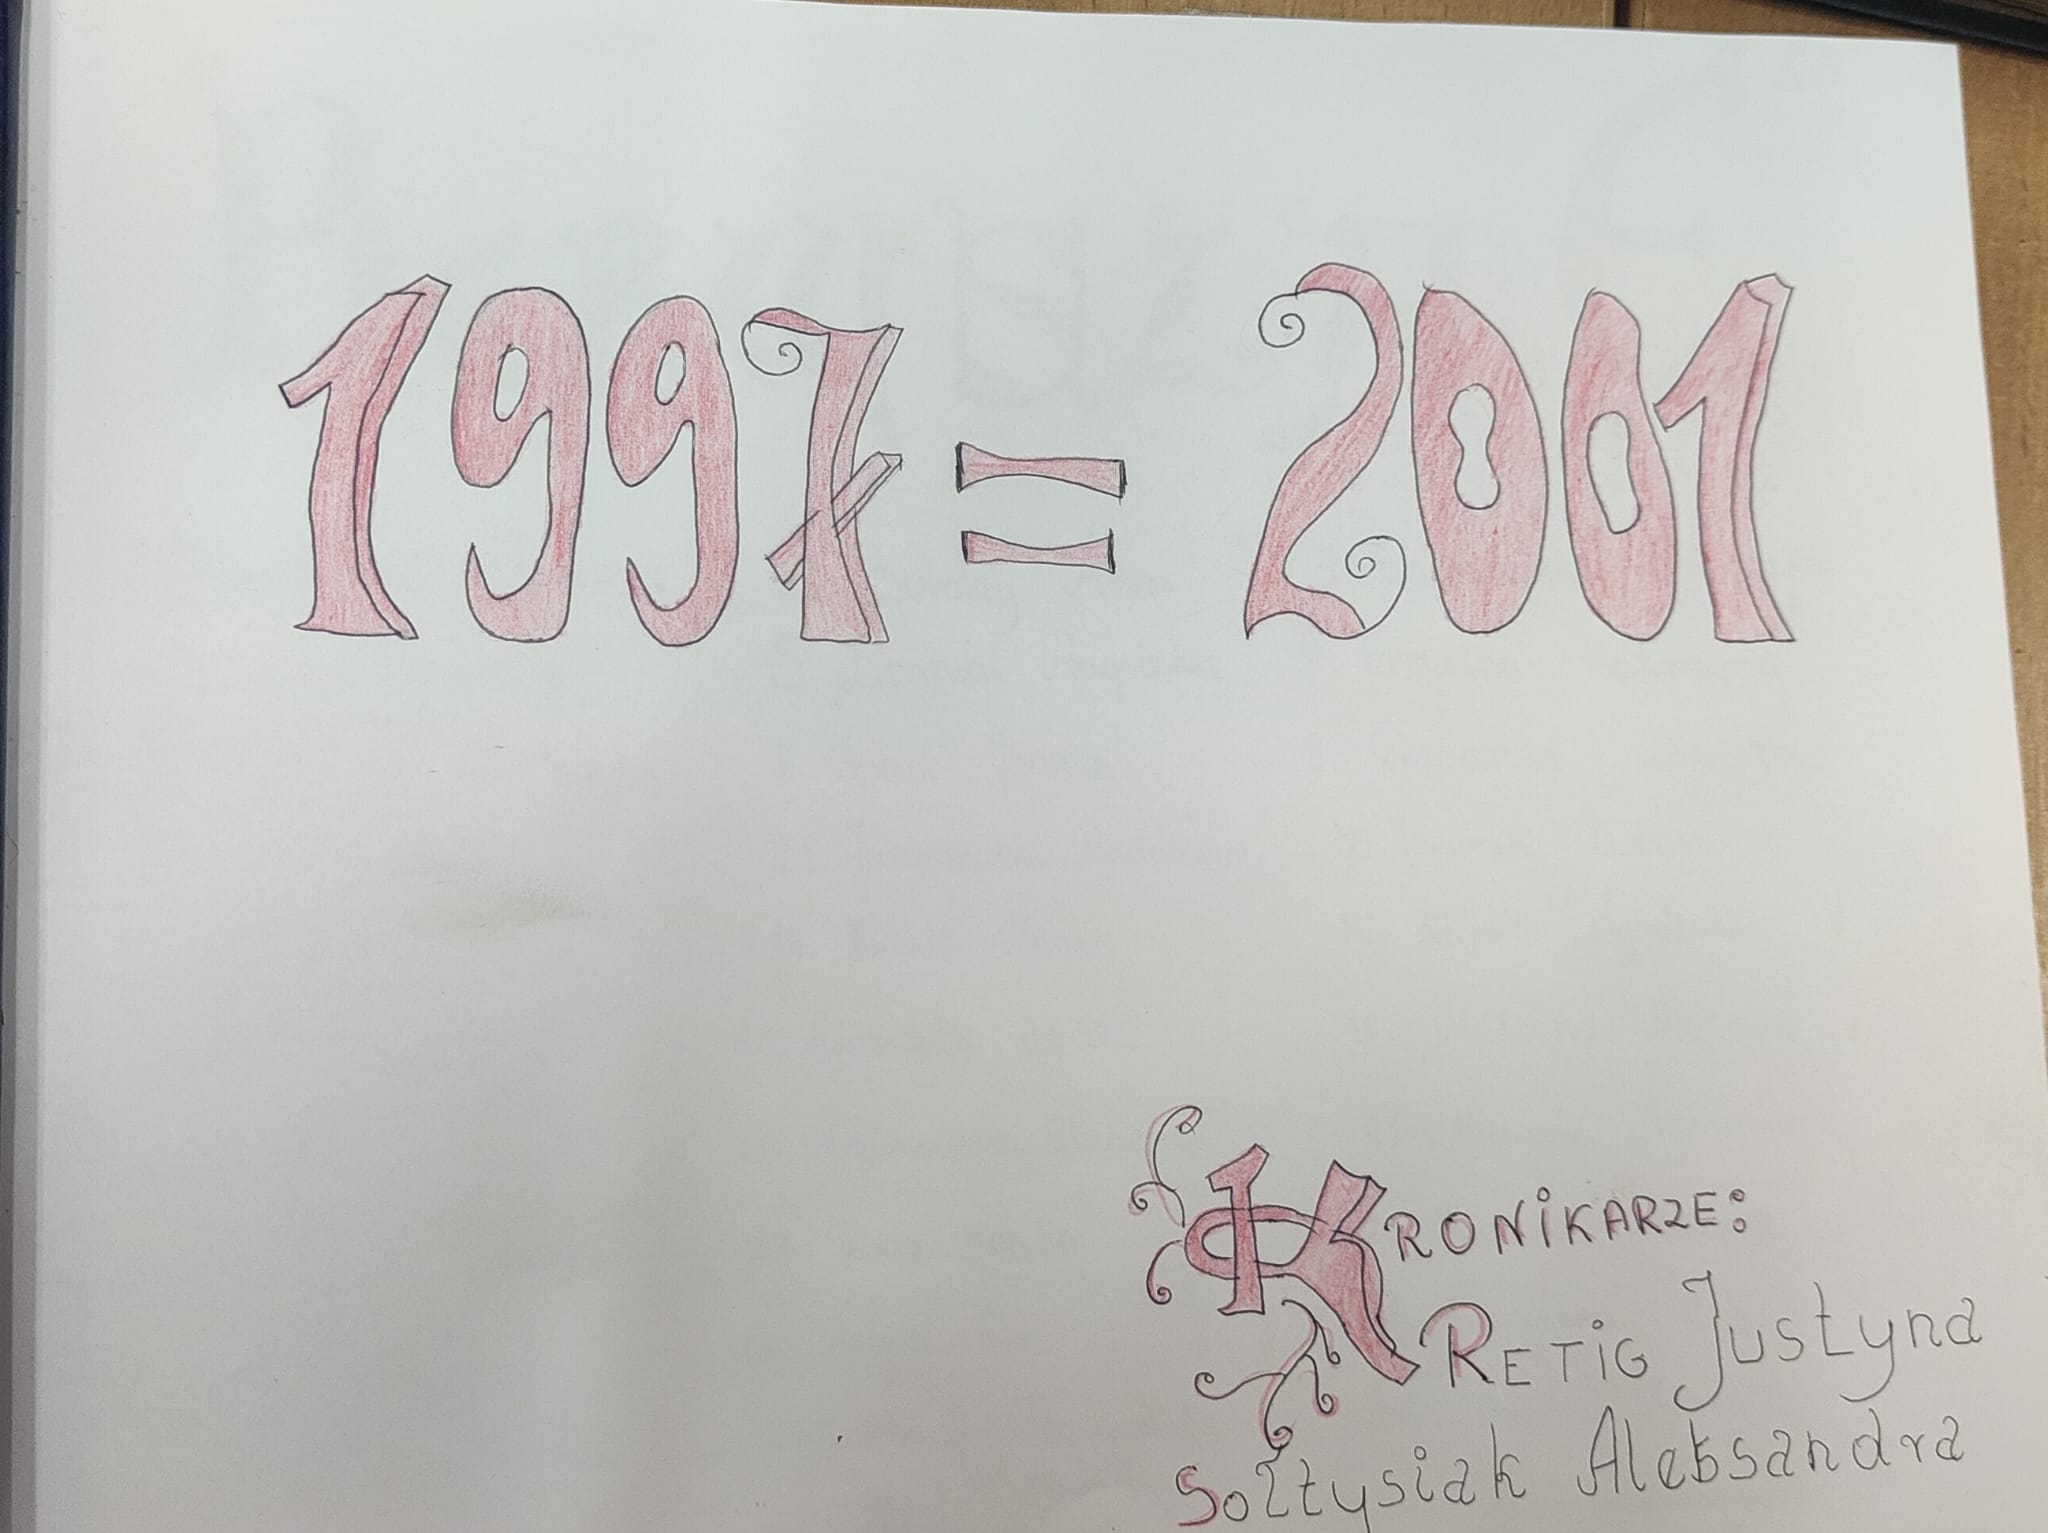 1997 = 2001
KRONiKARZE:
RETiG Justyna
Sołtysiak Aleksandra